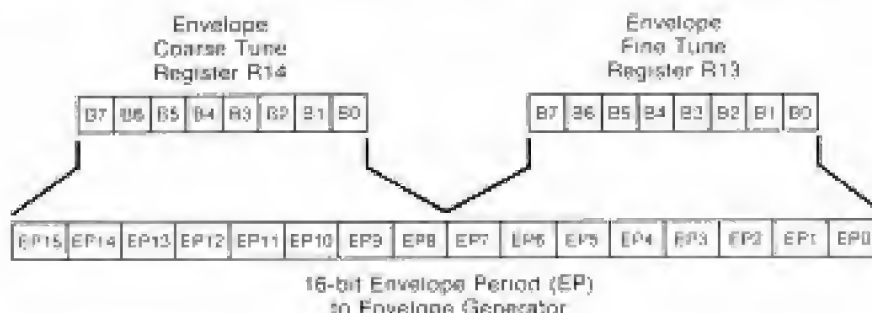 Envelope
Coarse Tune
Register R14
Envelope
Fine Tune
Register R13
B7 B6 B5 B4 B3 B2 B1 B0
B7 B6 B5 B4 B3 B2 B1 B0
EP15 EP14 EP13 EP12 EP11 EP10 EP9 EP8 EP7 EP6 EP5 EP4 EP3 EP2 EP1 EP0
16-bit Envelope Period (EP)
to Envelope Generator